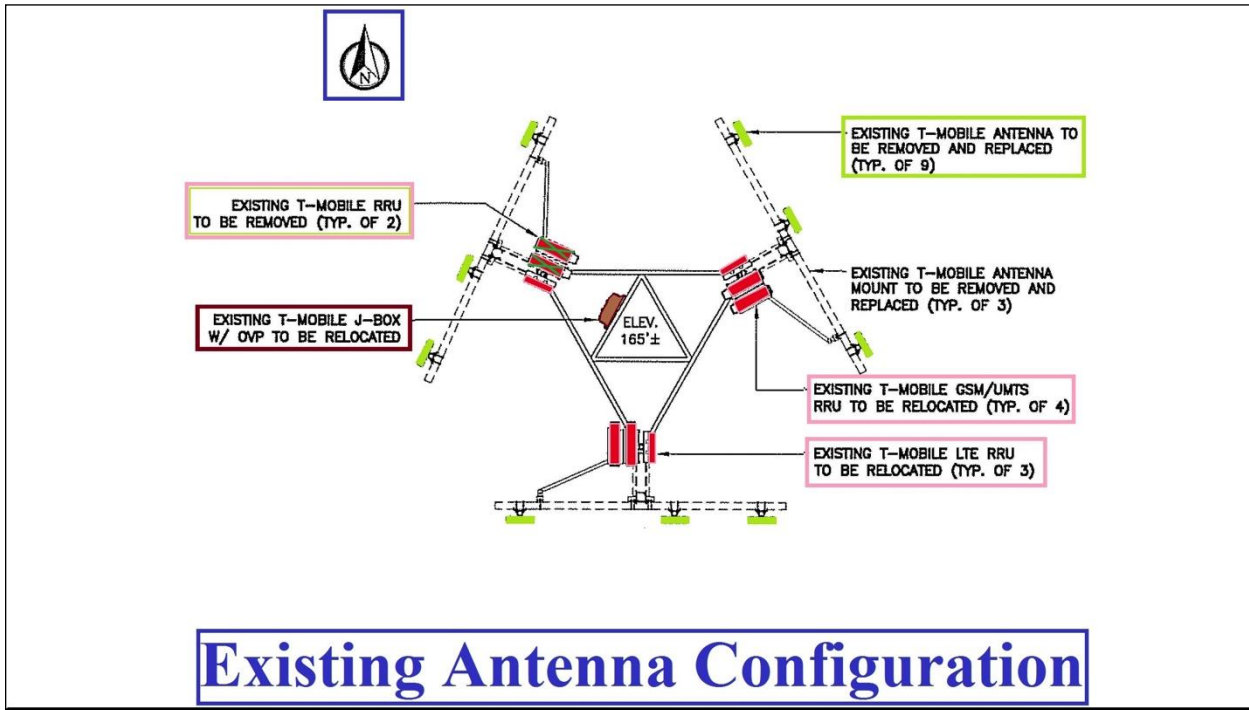 N
EXISTING T-MOBILE ANTENNA TO
BE REMOVED AND REPLACED
(TYP. OF 9)
EXISTING T-MOBILE RRU
TO BE REMOVED (TYP. OF 2)
EXISTING T-MOBILE ANTENNA
MOUNT TO BE REMOVED AND
REPLACED (TYP. OF 3)
EXISTING T-MOBILE J-BOX
W/ OVP TO BE RELOCATED
ELEV.
165'±
EXISTING T-MOBILE GSM/UMTS
RRU TO BE RELOCATED (TYP. OF 4)
EXISTING T-MOBILE LTE RRU
TO BE RELOCATED (TYP. OF 3)
Existing Antenna Configuration